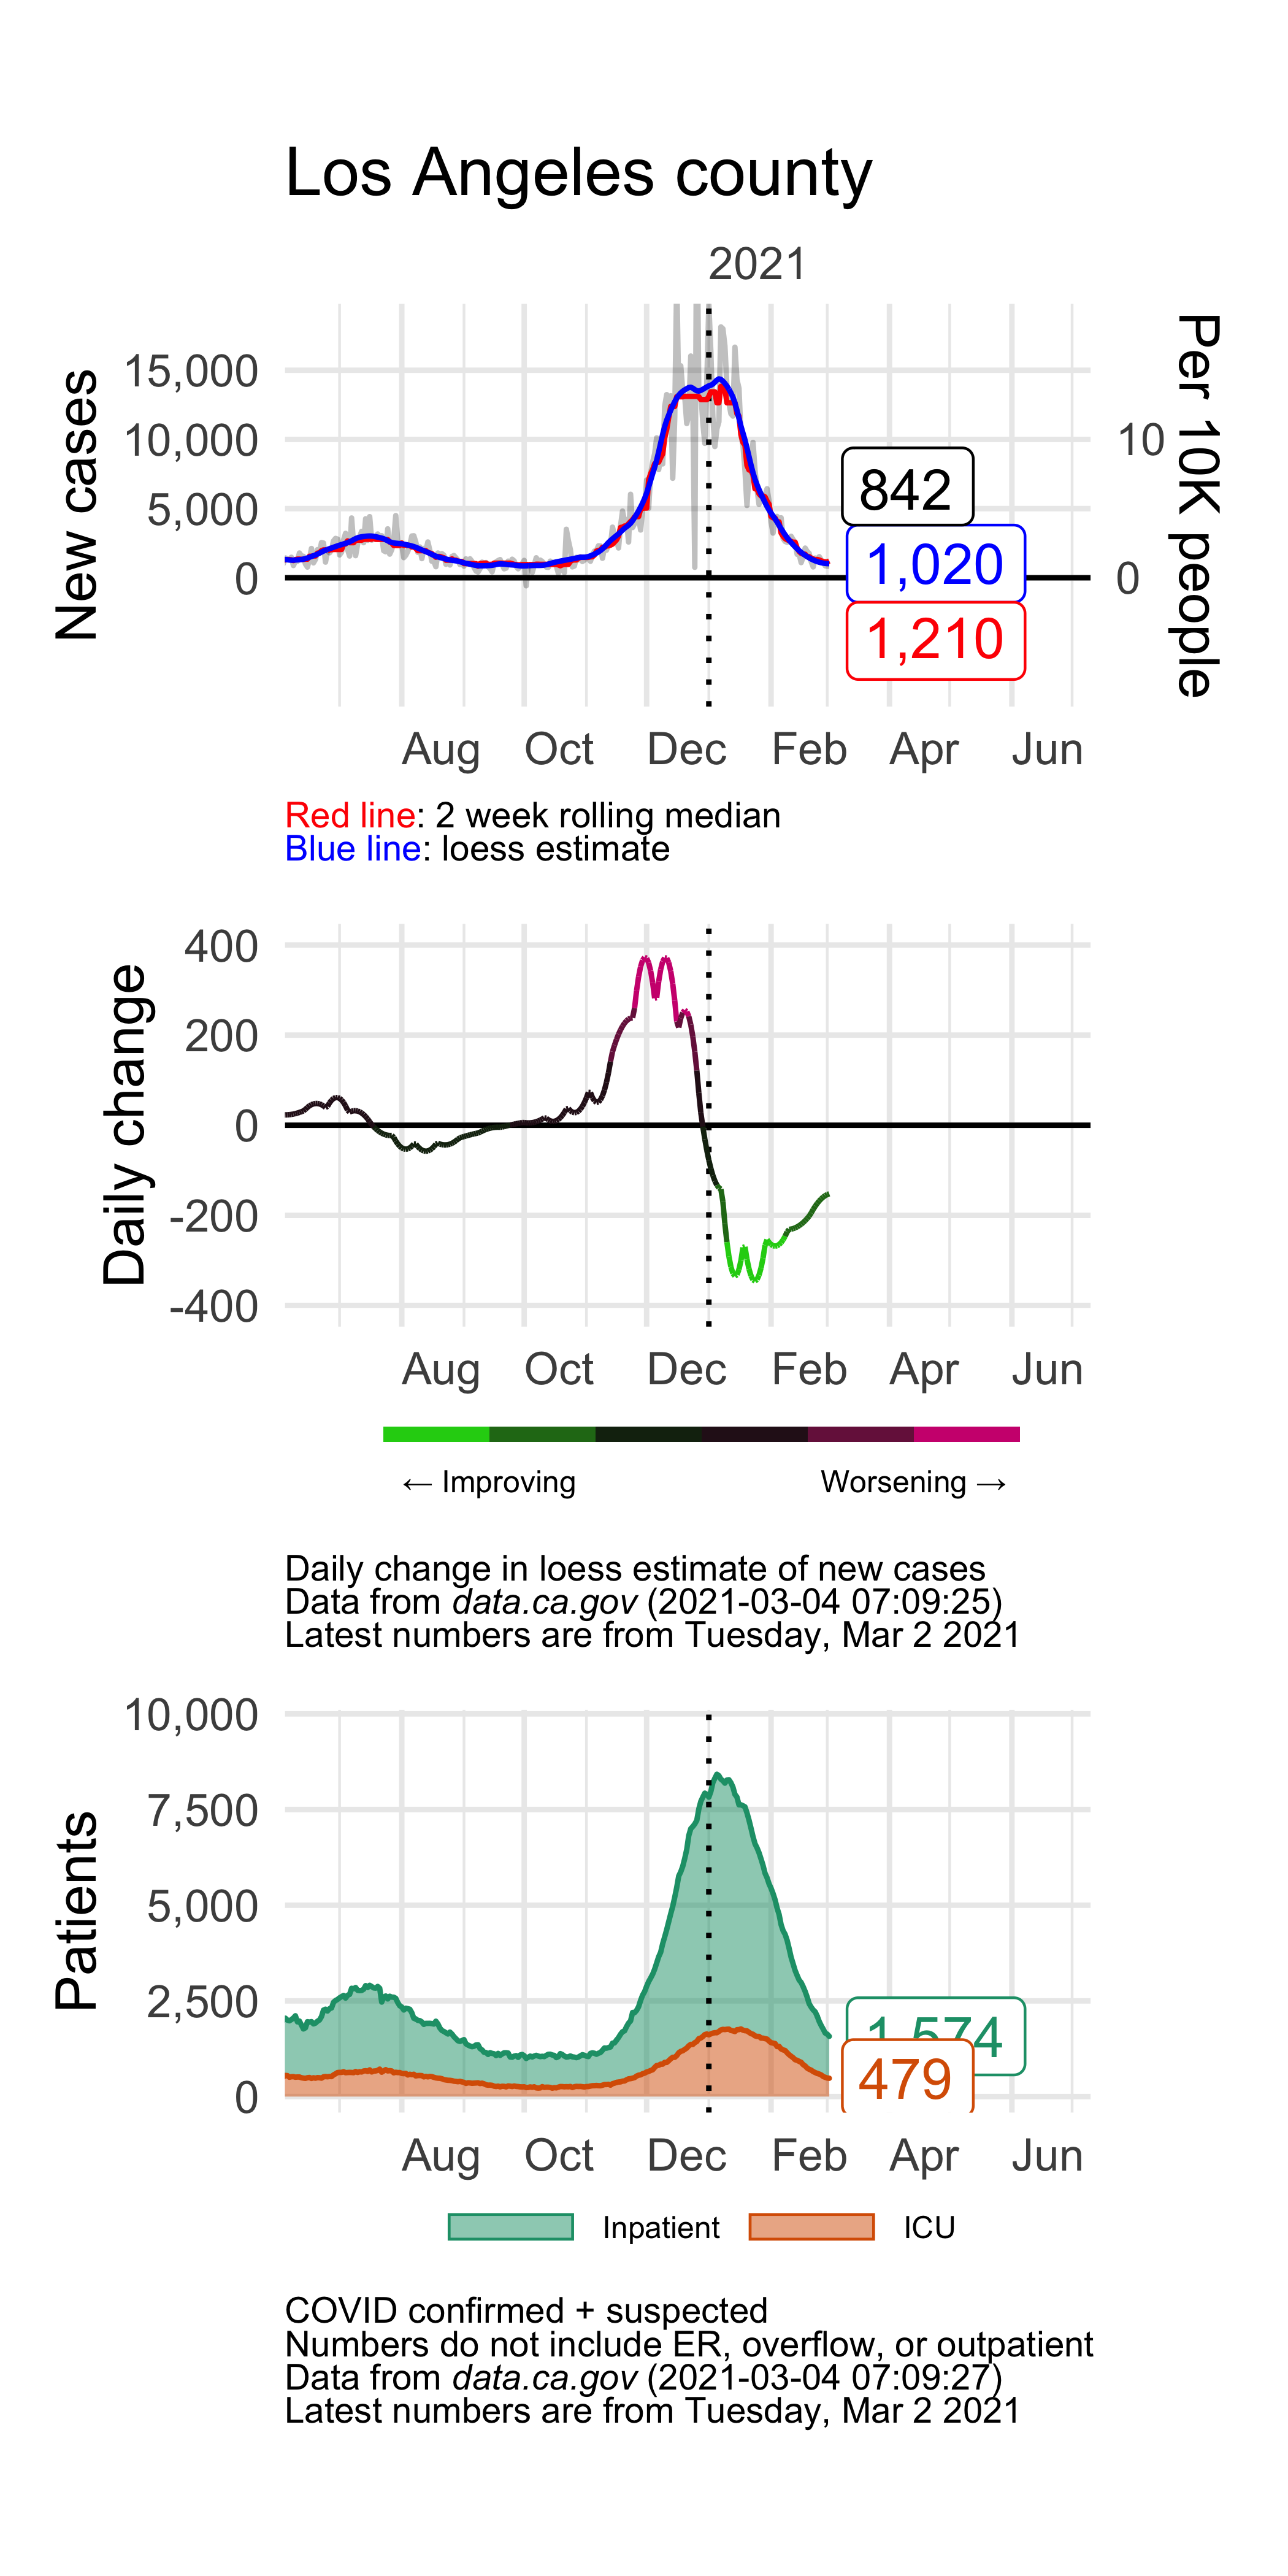 Los Angeles county
2021
New cases
15,000
10,000
5,000
0
10
0
Per 10K people
842
1,020
1,210
Aug Oct Dec Feb Apr Jun
Red line: 2 week rolling median
Blue line: loess estimate
Daily change
400
200
0
-200
-400
Aug Oct Dec Feb Apr Jun
← Improving Worsening →
Daily change in loess estimate of new cases
Data from data.ca.gov (2021-03-04 07:09:25)
Latest numbers are from Tuesday, Mar 2 2021
Patients
10,000
7,500
5,000
2,500
0
1,574
479
Aug Oct Dec Feb Apr Jun
Inpatient ICU
COVID confirmed + suspected
Numbers do not include ER, overflow, or outpatient
Data from data.ca.gov (2021-03-04 07:09:27)
Latest numbers are from Tuesday, Mar 2 2021